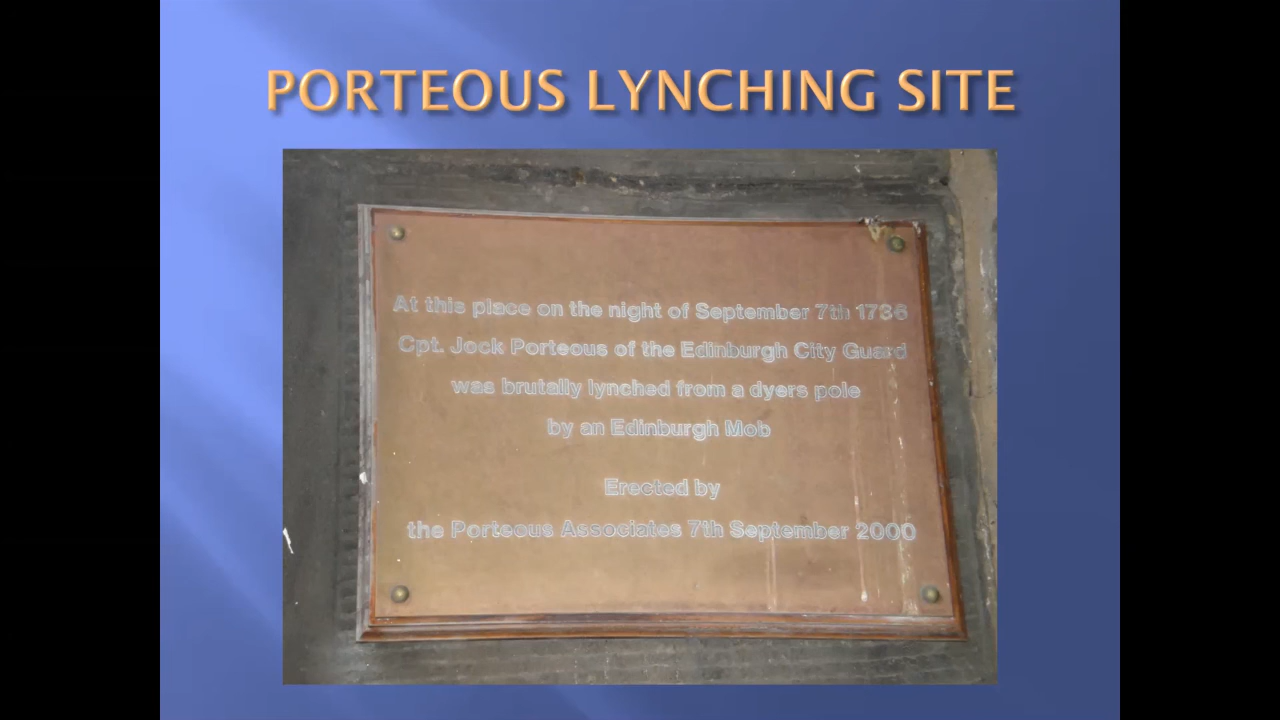 PORTEOUS LYNCHING SITE
At this place on the night of September 7th 1736
Cpt. Jock Porteous of the Edinburgh City Guard
was brutally lynched from a dyers pole
by an Edinburgh Mob
Erected by
the Porteous Associates 7th September 2000